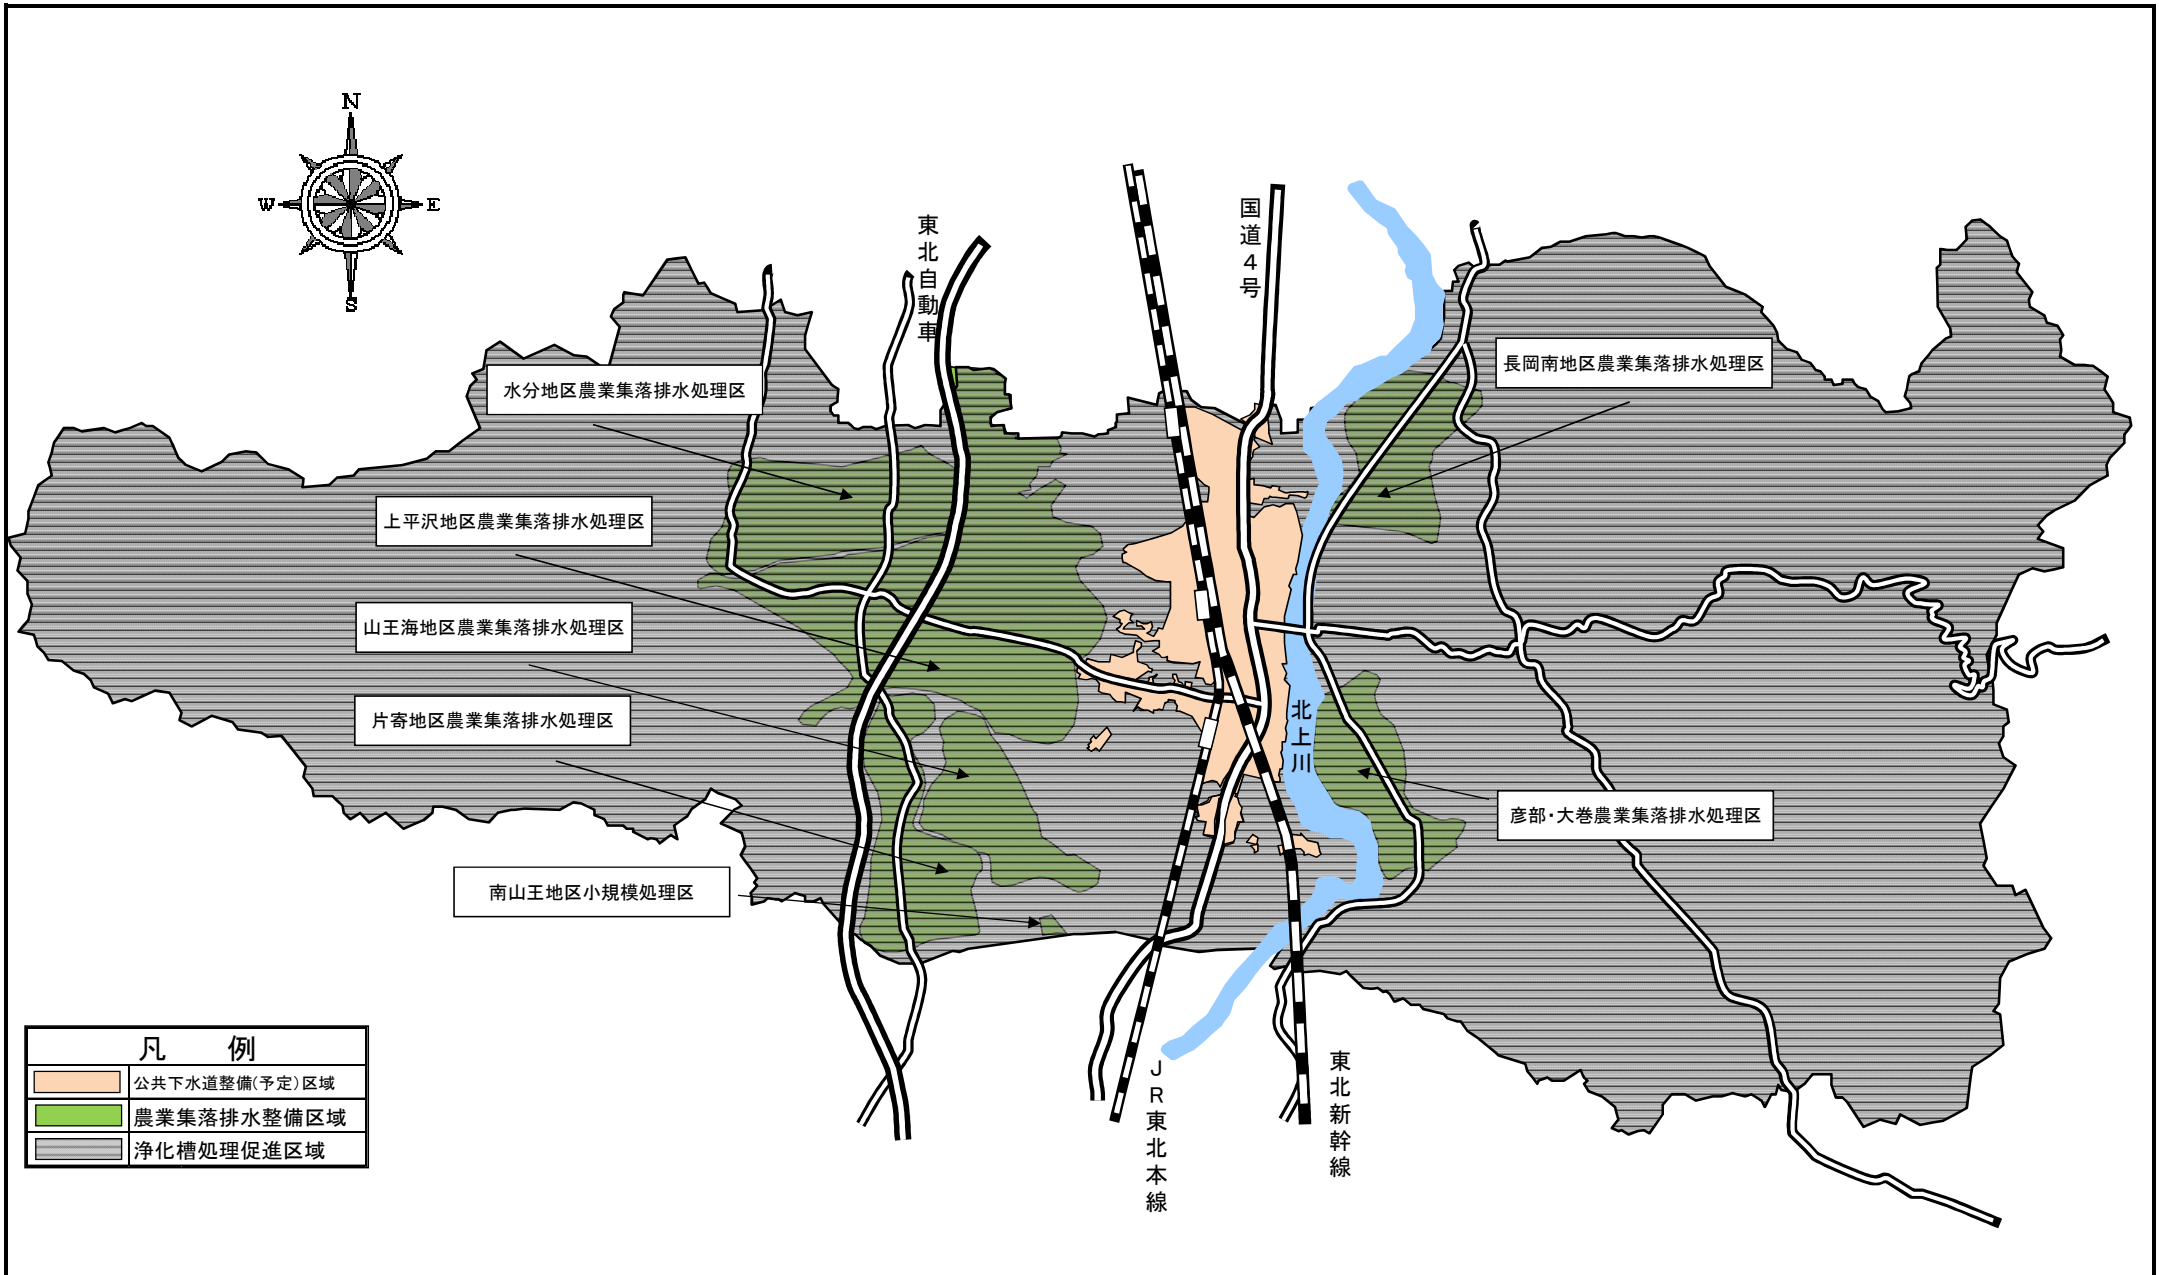 N
W
E
S
東北自動車
国道4号
水分地区農業集落排水処理区
長岡南地区農業集落排水処理区
上平沢地区農業集落排水処理区
山王海地区農業集落排水処理区
片寄地区農業集落排水処理区
北上川
彦部・大巻農業集落排水処理区
南山王地区小規模処理区
凡 例
公共下水道整備(予定)区域
農業集落排水整備区域
浄化槽処理促進区域
JR東北本線
東北新幹線